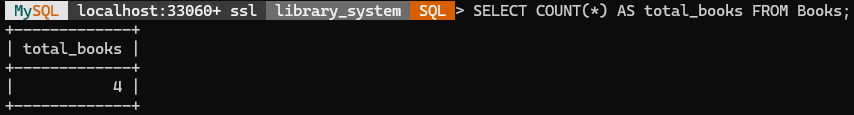 MySQL localhost:33060+ ssl library_system SQL > SELECT COUNT(*) AS total_books FROM Books;
+-------------+
| total_books |
+-------------+
|           4 |
+-------------+